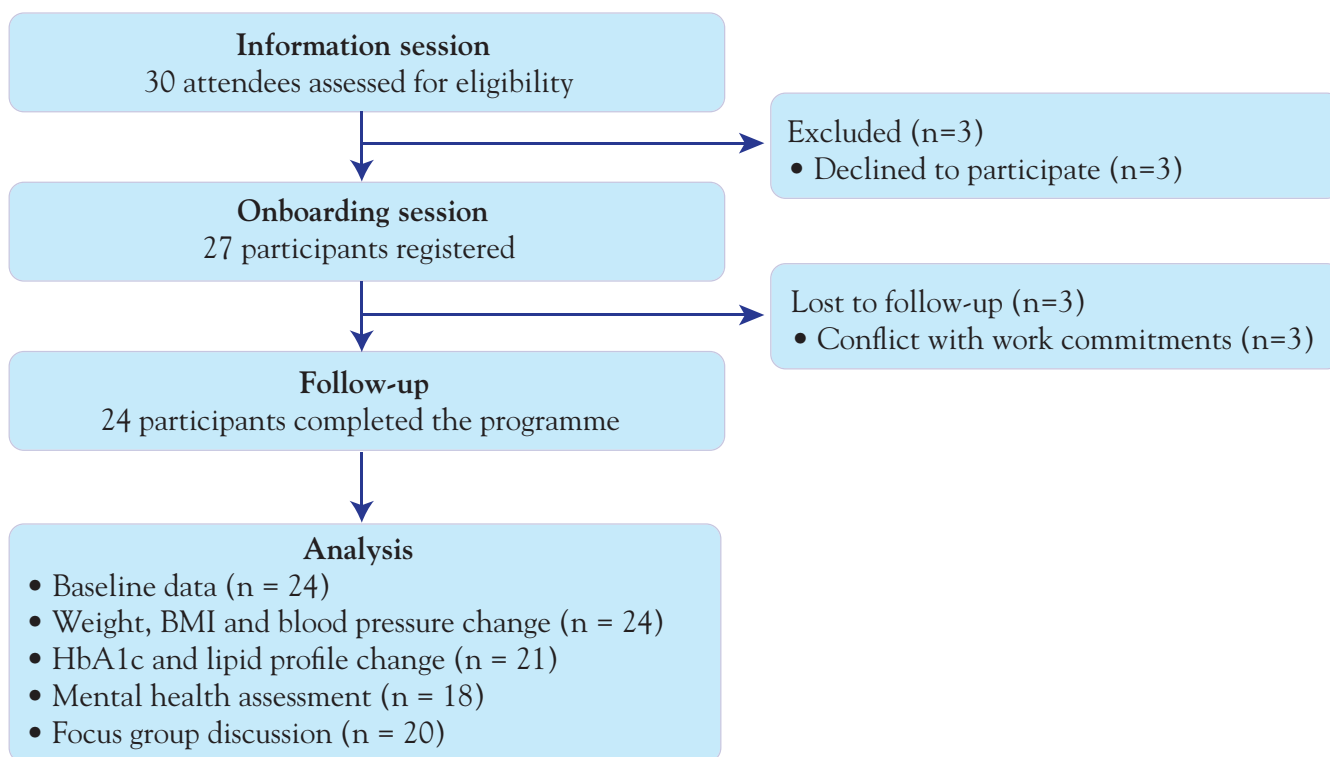 Information session
30 attendees assessed for eligibility
Excluded (n=3)
• Declined to participate (n=3)
Onboarding session
27 participants registered
Lost to follow-up (n=3)
• Conflict with work commitments (n=3)
Follow-up
24 participants completed the programme
Analysis
• Baseline data (n = 24)
• Weight, BMI and blood pressure change (n = 24)
• HbA1c and lipid profile change (n = 21)
• Mental health assessment (n = 18)
• Focus group discussion (n = 20)